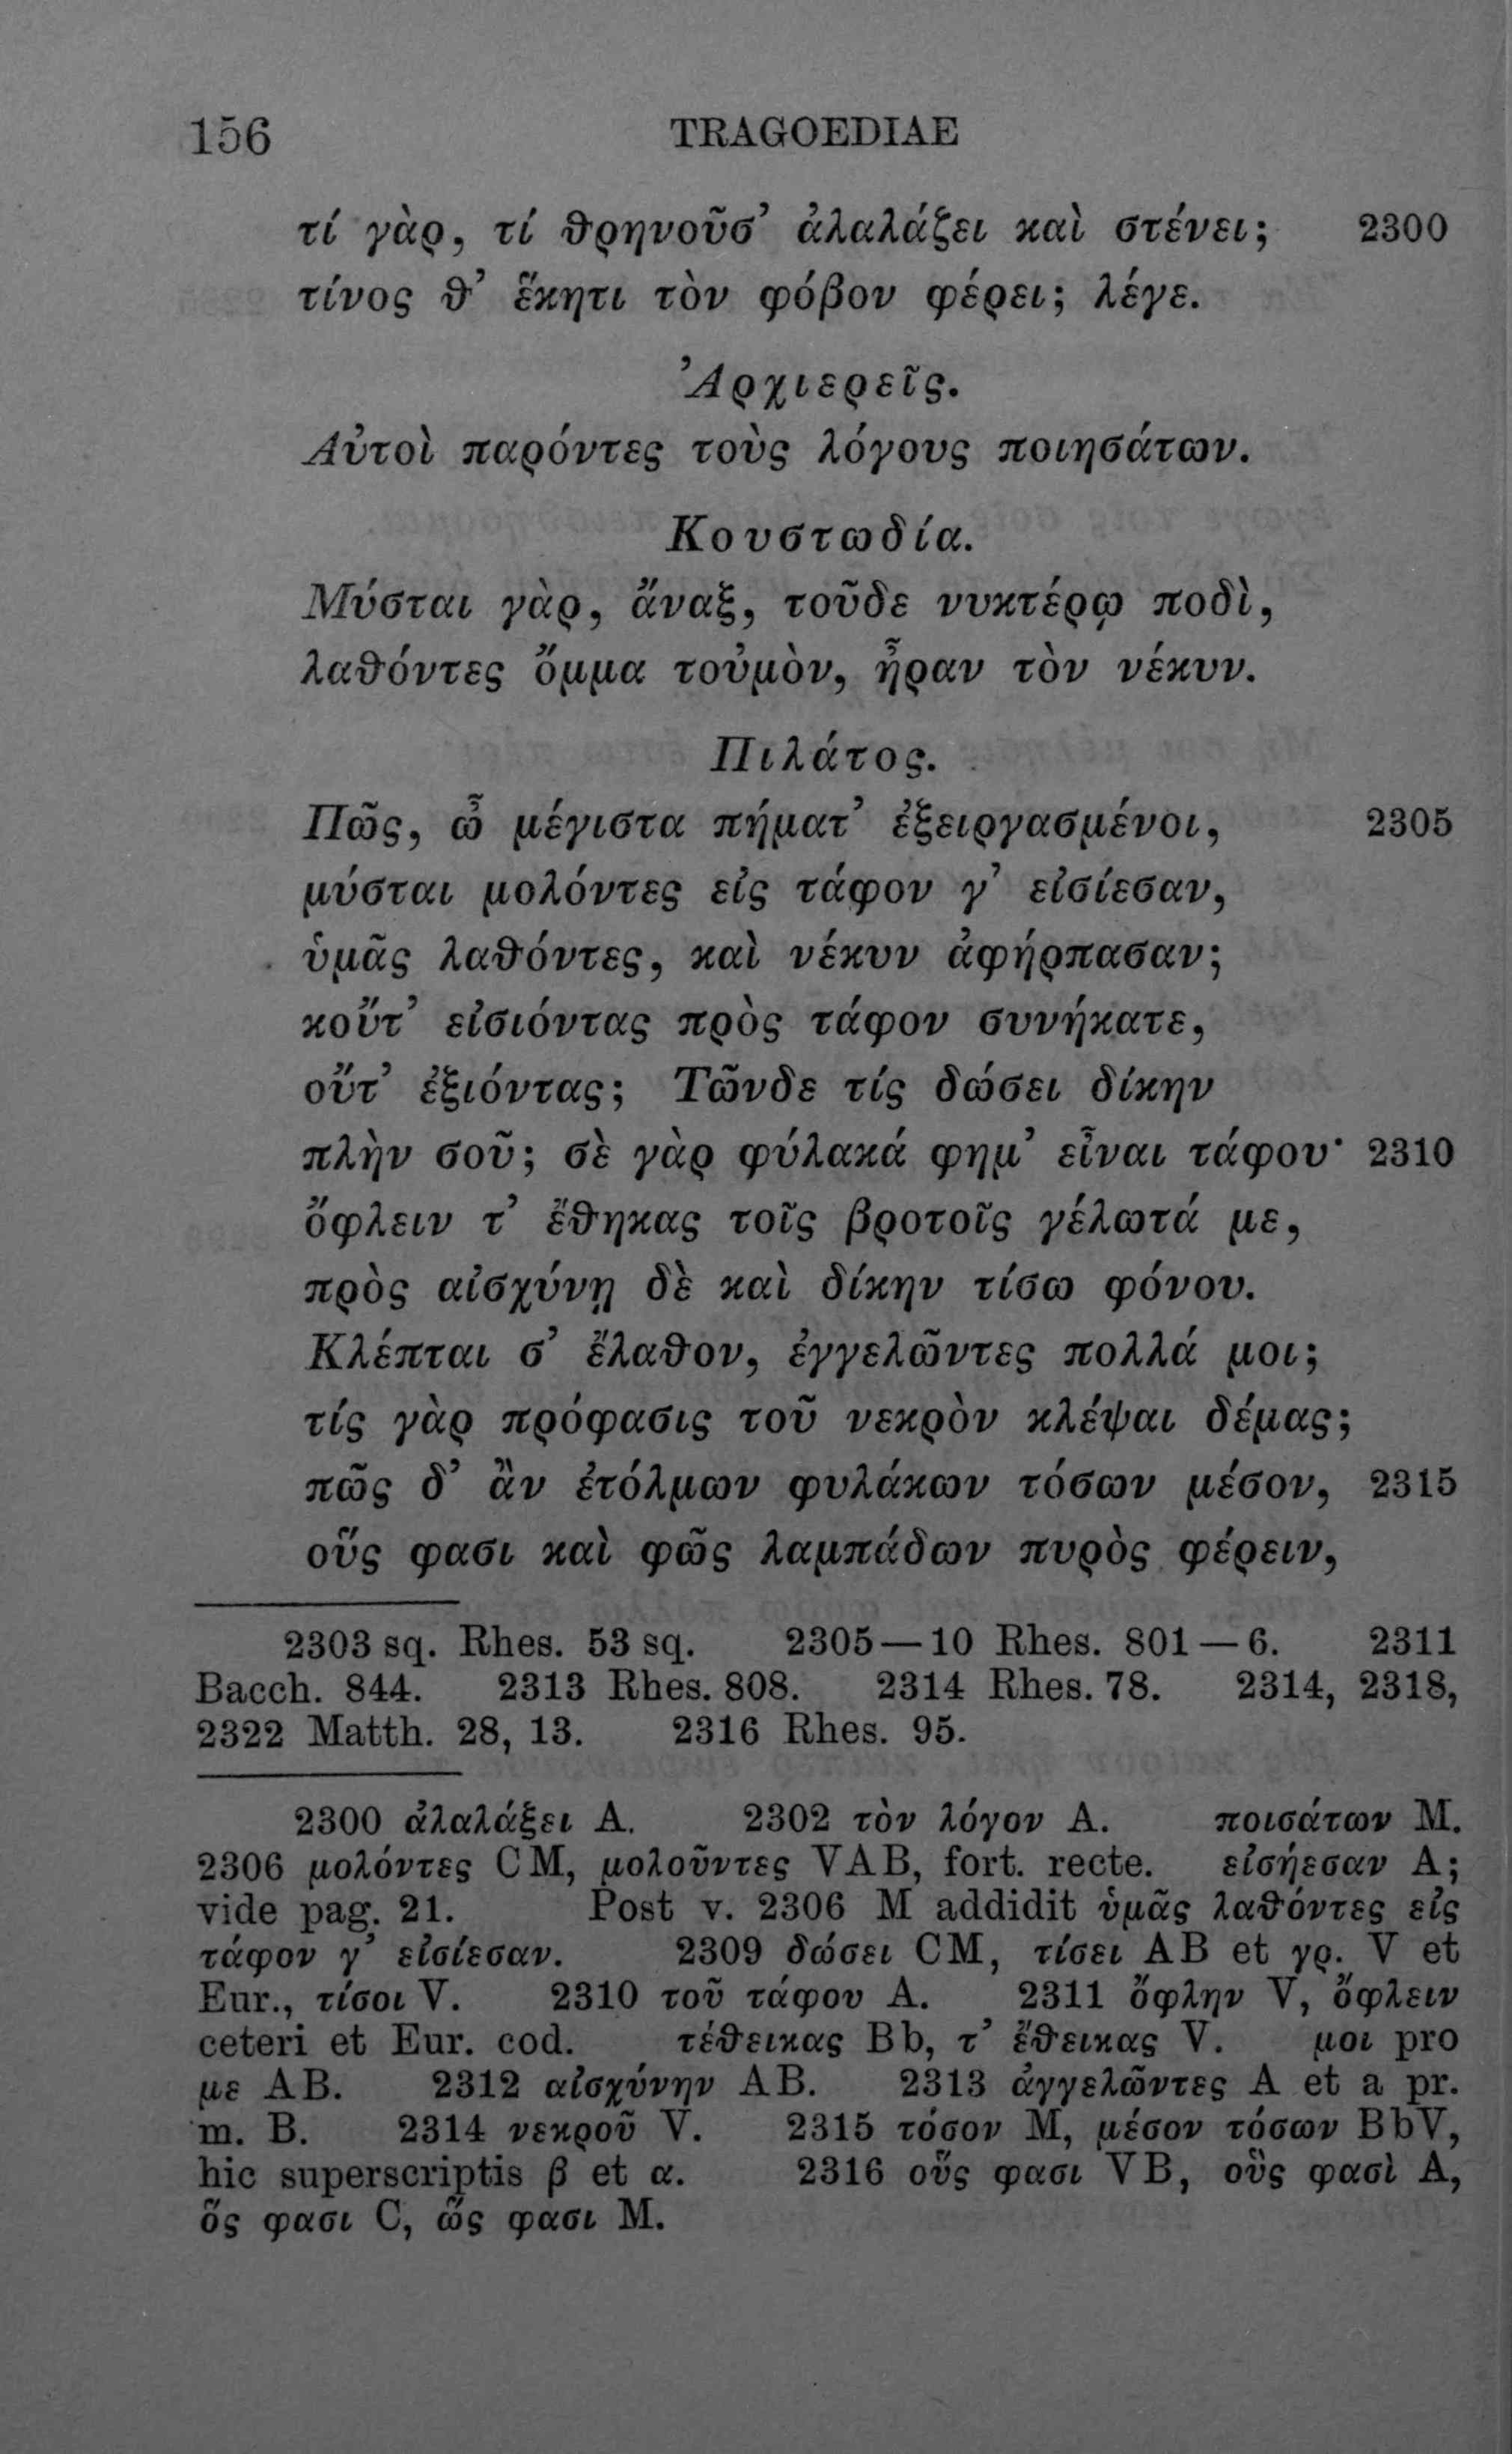 156 TRAGOEDIAE
τί γὰρ, τί θρηνοῦσ’ ἀλαλάζει καὶ στένει; 2300
τίνος θ’ ἕκητι τὸν φόβον φέρει; λέγε.
Ἀρχιερεῖς.
Αὐτοὶ παρόντες τοὺς λόγους ποιησάτων.
Κουστωδία.
Μύσται γὰρ, ἄναξ, τοῦδε νυκτέρῳ ποδὶ,
λαθόντες ὄμμα τοὐμὸν, ἦραν τὸν νέκυν.
Πιλάτος.
Πῶς, ὦ μέγιστα πήματ’ ἐξειργασμένοι, 2305
μύσται μολόντες εἰς τάφον γ’ εἰσίεσαν,
ὑμᾶς λαθόντες, καὶ νέκυν ἀφήρπασαν;
κοὔτ’ εἰσιόντας πρὸς τάφον συνήκατε,
οὔτ’ ἐξιόντας; Τῶνδε τίς δώσει δίκην
πλὴν σοῦ; σὲ γὰρ φύλακά φημ’ εἶναι τάφου· 2310
ὄφλειν τ’ ἔθηκας τοῖς βροτοῖς γέλωτά με,
πρὸς αἰσχύνῃ δὲ καὶ δίκην τίσω φόνου.
Κλέπται σ’ ἔλαθον, ἐγγελῶντες πολλά μοι;
τίς γὰρ πρόφασις τοῦ νεκρὸν κλέψαι δέμας;
πῶς δ’ ἂν ἐτόλμων φυλάκων τόσων μέσον, 2315
οὕς φασι καὶ φῶς λαμπάδων πυρὸς φέρειν,
2303 sq. Rhes. 53 sq. 2305—10 Rhes. 801—6. 2311
Bacch. 844. 2313 Rhes. 808. 2314 Rhes. 78. 2314, 2318,
2322 Matth. 28, 13. 2316 Rhes. 95.
2300 ἀλαλάξει A. 2302 τὸν λόγον A. ποισάτων M.
2306 μολόντες CM, μολοῦντες VAB, fort. recte. εἰσήεσαν A;
vide pag. 21. Post v. 2306 M addidit ὑμᾶς λαθόντες εἰς
τάφον γ’ εἰσίεσαν. 2309 δώσει CM, τίσει AB et γρ. V et
Eur., τίσοι V. 2310 τοῦ τάφου A. 2311 ὄφλην V, ὄφλειν
ceteri et Eur. cod. τέθεικας Bb, τ’ ἔθεικας V. μοι pro
με AB. 2312 αἰσχύνην AB. 2313 ἀγγελῶντες A et a pr.
m. B. 2314 νεκροῦ V. 2315 τόσον M, μέσον τόσων BbV,
hic superscriptis β et α. 2316 οὕς φασι VB, οὓς φασὶ A,
ὅς φασι C, ὥς φασι M.